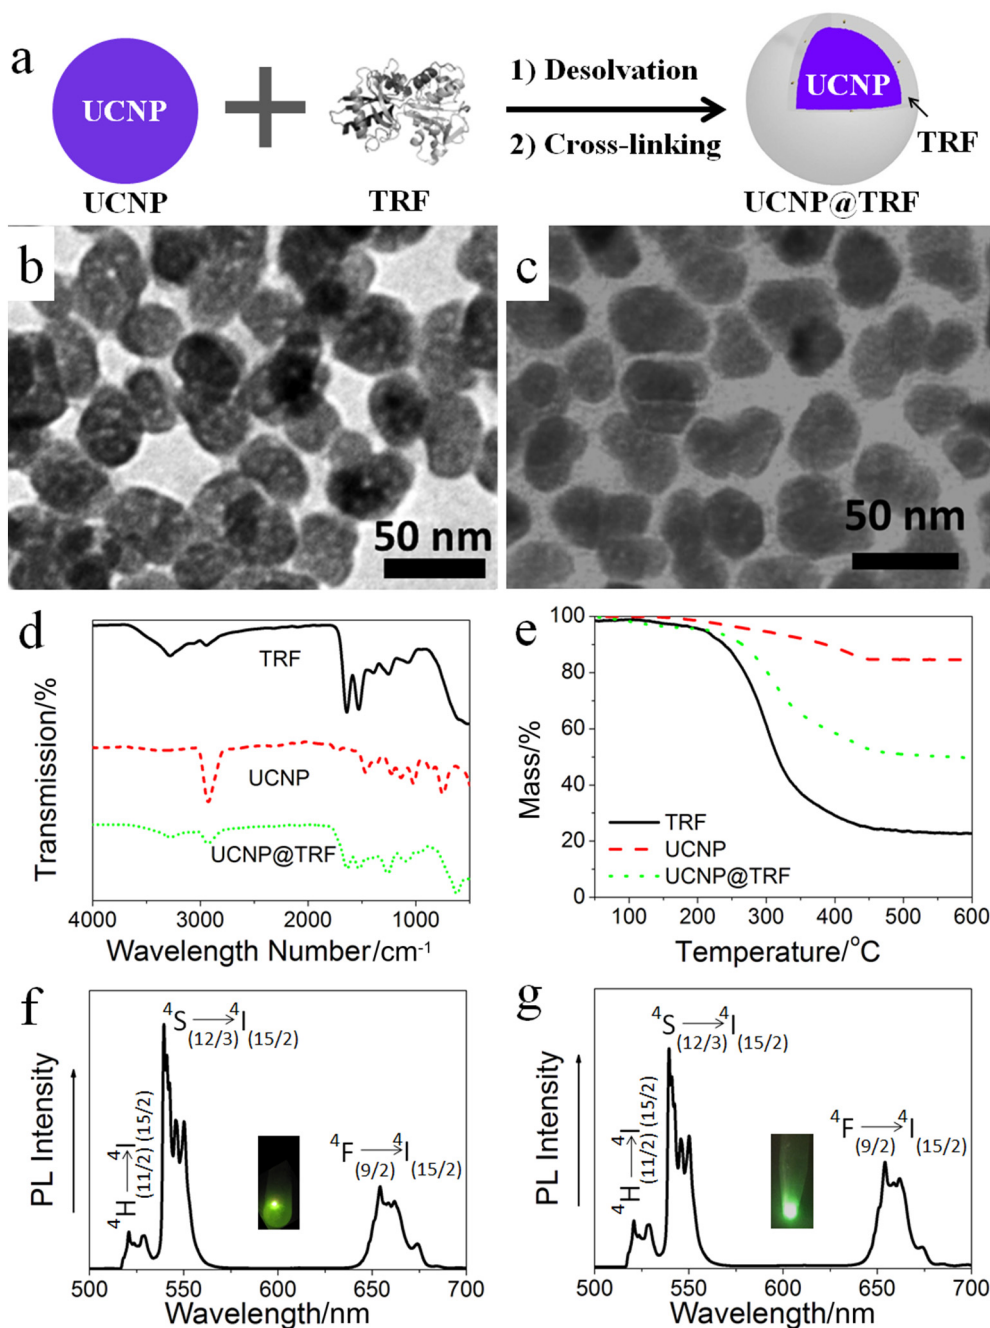 a
UCNP
UCNP
TRF
1) Desolvation
2) Cross-linking
UCNP
TRF
UCNP@TRF
b
50 nm
c
50 nm
d
TRF
UCNP
UCNP@TRF
Transmission/%
4000 3000 2000 1000
Wavelength Number/cm-1
e
100
80
60
40
20
0
Mass/%
TRF
UCNP
UCNP@TRF
100 200 300 400 500 600
Temperature/oC
f
4S(12/3)→4I(15/2)
4H(11/2)→4I(15/2)
4F(9/2)→4I(15/2)
PL Intensity
500 550 600 650 700
Wavelength/nm
g
4S(12/3)→4I(15/2)
4H(11/2)→4I(15/2)
4F(9/2)→4I(15/2)
PL Intensity
500 550 600 650 700
Wavelength/nm